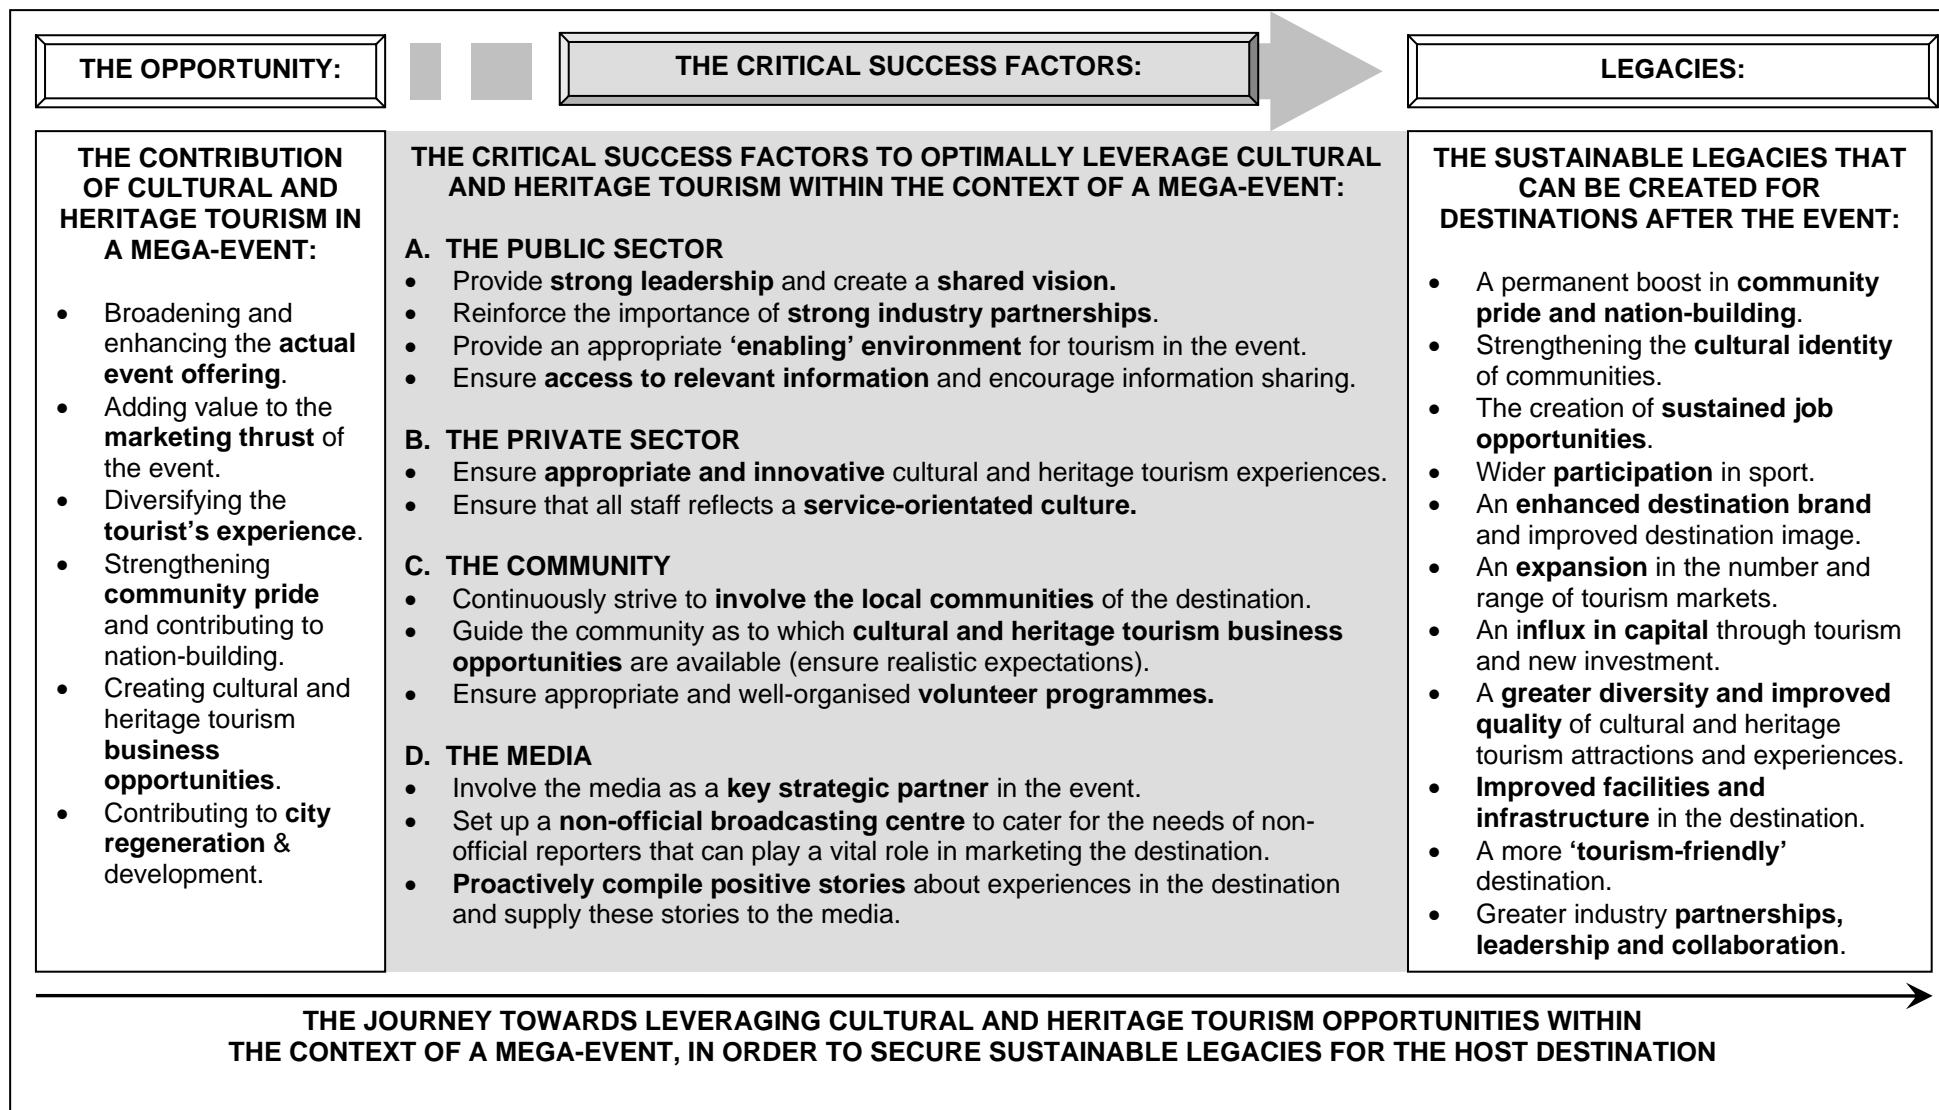 THE OPPORTUNITY:
THE CRITICAL SUCCESS FACTORS:
LEGACIES:
THE CONTRIBUTION
OF CULTURAL AND
HERITAGE TOURISM IN
A MEGA-EVENT:
• Broadening and
enhancing the actual
event offering.
• Adding value to the
marketing thrust of
the event.
• Diversifying the
tourist's experience.
• Strengthening
community pride
and contributing to
nation-building.
• Creating cultural and
heritage tourism
business
opportunities.
• Contributing to city
regeneration &
development.
THE CRITICAL SUCCESS FACTORS TO OPTIMALLY LEVERAGE CULTURAL
AND HERITAGE TOURISM WITHIN THE CONTEXT OF A MEGA-EVENT:
A. THE PUBLIC SECTOR
• Provide strong leadership and create a shared vision.
• Reinforce the importance of strong industry partnerships.
• Provide an appropriate ‘enabling’ environment for tourism in the event.
• Ensure access to relevant information and encourage information sharing.
B. THE PRIVATE SECTOR
• Ensure appropriate and innovative cultural and heritage tourism experiences.
• Ensure that all staff reflects a service-orientated culture.
C. THE COMMUNITY
• Continuously strive to involve the local communities of the destination.
• Guide the community as to which cultural and heritage tourism business
opportunities are available (ensure realistic expectations).
• Ensure appropriate and well-organised volunteer programmes.
D. THE MEDIA
• Involve the media as a key strategic partner in the event.
• Set up a non-official broadcasting centre to cater for the needs of non-
official reporters that can play a vital role in marketing the destination.
• Proactively compile positive stories about experiences in the destination
and supply these stories to the media.
THE SUSTAINABLE LEGACIES THAT
CAN BE CREATED FOR
DESTINATIONS AFTER THE EVENT:
• A permanent boost in community
pride and nation-building.
• Strengthening the cultural identity
of communities.
• The creation of sustained job
opportunities.
• Wider participation in sport.
• An enhanced destination brand
and improved destination image.
• An expansion in the number and
range of tourism markets.
• An influx in capital through tourism
and new investment.
• A greater diversity and improved
quality of cultural and heritage
tourism attractions and experiences.
• Improved facilities and
infrastructure in the destination.
• A more ‘tourism-friendly’
destination.
• Greater industry partnerships,
leadership and collaboration.
THE JOURNEY TOWARDS LEVERAGING CULTURAL AND HERITAGE TOURISM OPPORTUNITIES WITHIN
THE CONTEXT OF A MEGA-EVENT, IN ORDER TO SECURE SUSTAINABLE LEGACIES FOR THE HOST DESTINATION